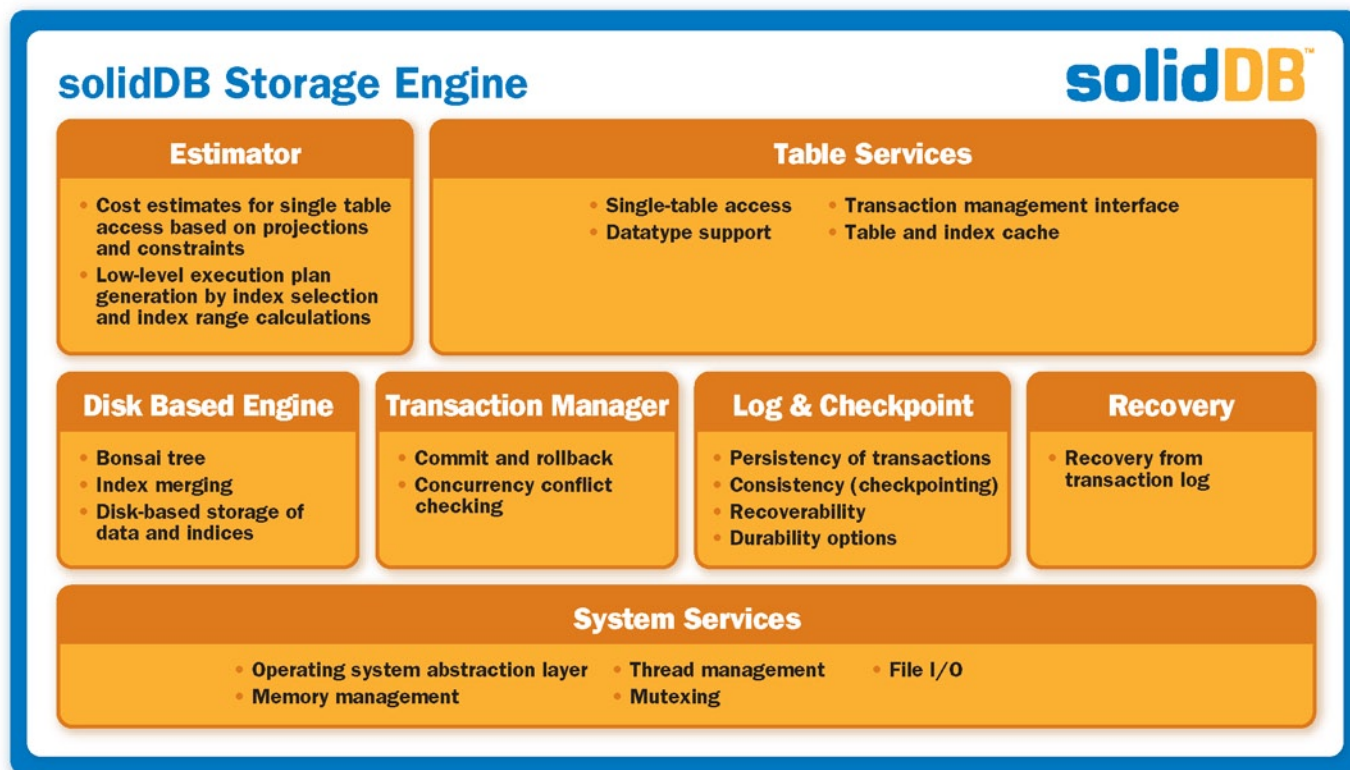 solidDB Storage Engine
solidDB™
Estimator
• Cost estimates for single table
access based on projections
and constraints
• Low-level execution plan
generation by index selection
and index range calculations
Table Services
• Single-table access
• Datatype support
• Transaction management interface
• Table and index cache
Disk Based Engine
• Bonsai tree
• Index merging
• Disk-based storage of
data and indices
Transaction Manager
• Commit and rollback
• Concurrency conflict
checking
Log & Checkpoint
• Persistency of transactions
• Consistency (checkpointing)
• Recoverability
• Durability options
Recovery
• Recovery from
transaction log
System Services
• Operating system abstraction layer
• Memory management
• Thread management
• Mutexing
• File I/O